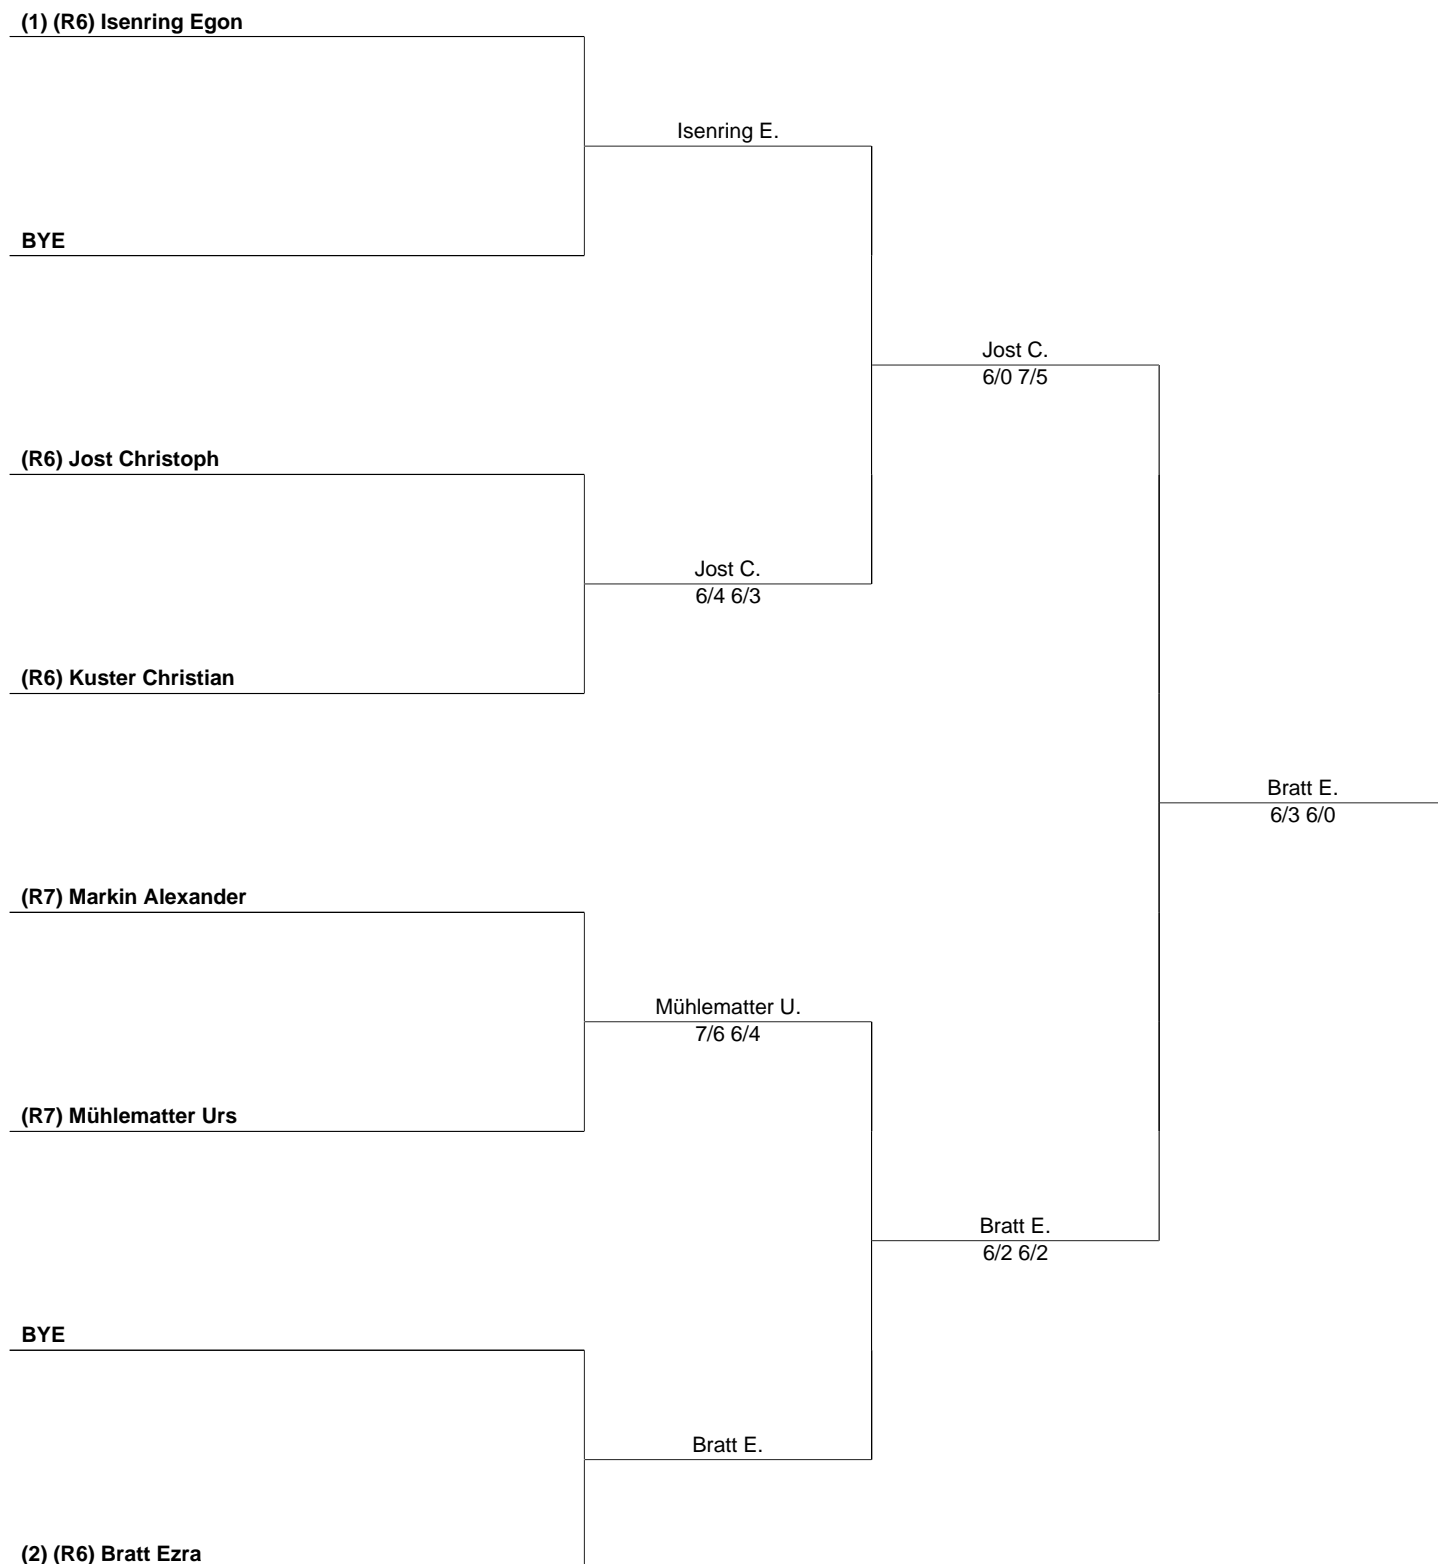 (1) (R6) Isenring Egon
Isenring E.
BYE
Jost C.
6/0 7/5
(R6) Jost Christoph
Jost C.
6/4 6/3
(R6) Kuster Christian
Bratt E.
6/3 6/0
(R7) Markin Alexander
Mühlematter U.
7/6 6/4
(R7) Mühlematter Urs
Bratt E.
6/2 6/2
BYE
Bratt E.
(2) (R6) Bratt Ezra